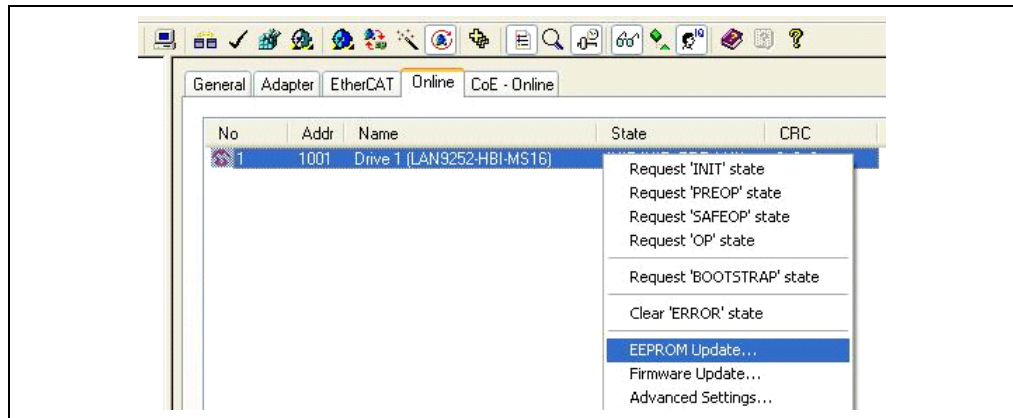 General Adapter EtherCAT Online CoE - Online
No Addr Name State CRC
1 1001 Drive 1 (LAN9252-HBI-MS16)
Request 'INIT' state
Request 'PREOP' state
Request 'SAFEOP' state
Request 'OP' state
Request 'BOOTSTRAP' state
Clear 'ERROR' state
EEPROM Update...
Firmware Update...
Advanced Settings...